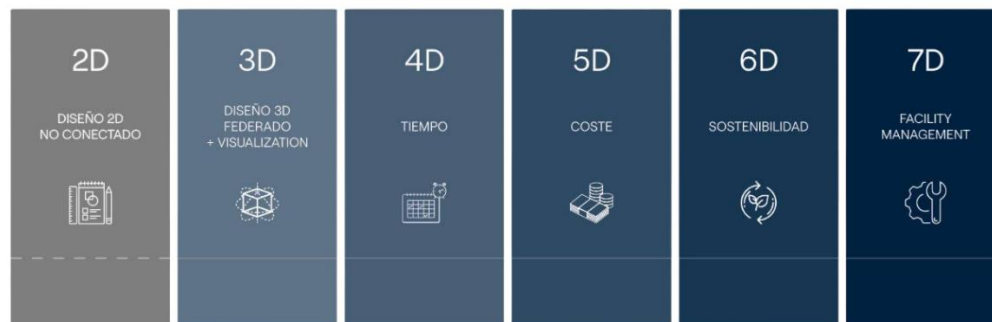 2D
DISEÑO 2D
NO CONECTADO
3D
DISEÑO 3D
FEDERADO
+ VISUALIZATION
4D
TIEMPO
5D
COSTE
6D
SOSTENIBILIDAD
7D
FACILITY
MANAGEMENT